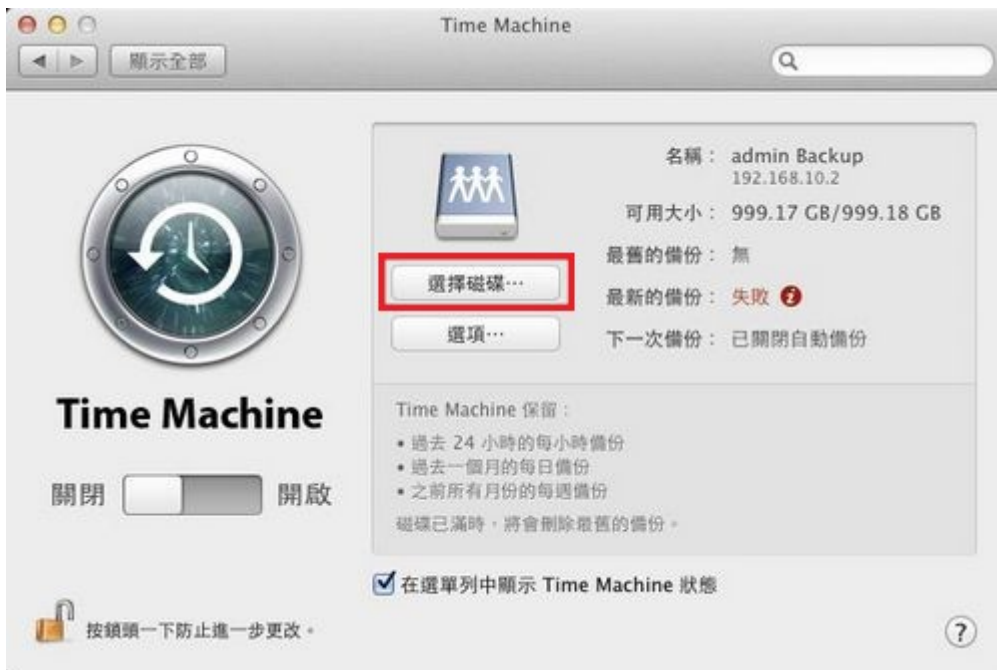 Time Machine
顯示全部
名稱： admin Backup
192.168.10.2
可用大小： 999.17 GB/999.18 GB
選擇磁碟…
最舊的備份： 無
最新的備份： 失敗
選項…
下一次備份： 已關閉自動備份
Time Machine
關閉 開啟
Time Machine 保留：
• 過去 24 小時的每小時備份
• 過去一個月的每日備份
• 之前所有月份的每週備份
磁碟已滿時，將會刪除最舊的備份。
在選單列中顯示 Time Machine 狀態
按鎖頭一下防止進一步更改。
?